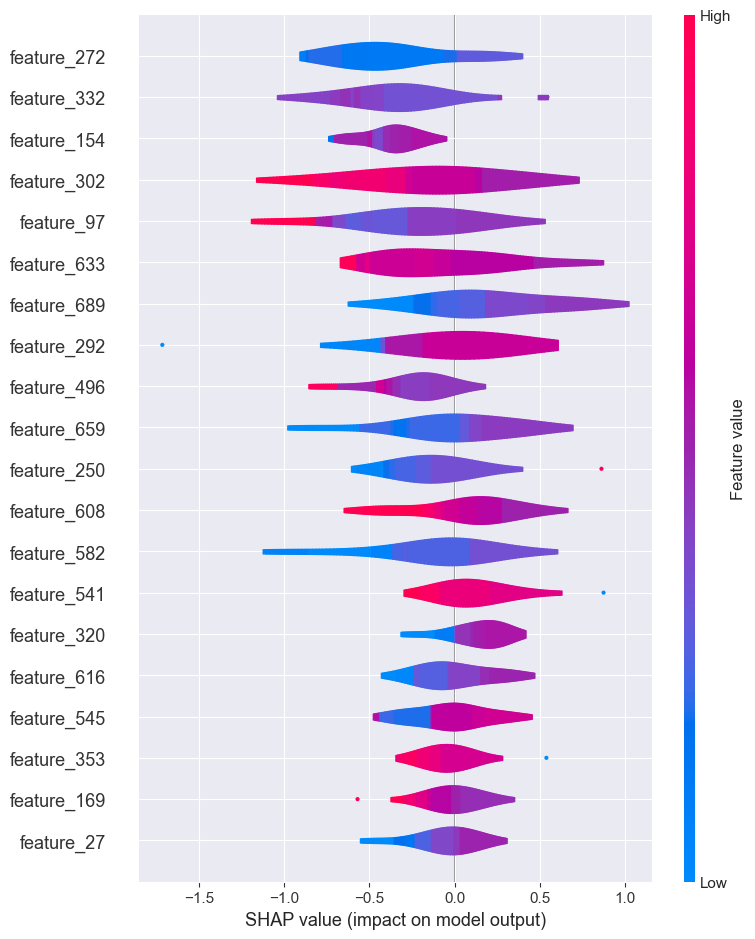 High
feature_272
feature_332
feature_154
feature_302
feature_97
feature_633
feature_689
feature_292
feature_496
feature_659
feature_250
feature_608
feature_582
feature_541
feature_320
feature_616
feature_545
feature_353
feature_169
feature_27
Feature value
Low
−1.5 −1.0 −0.5 0.0 0.5 1.0
SHAP value (impact on model output)